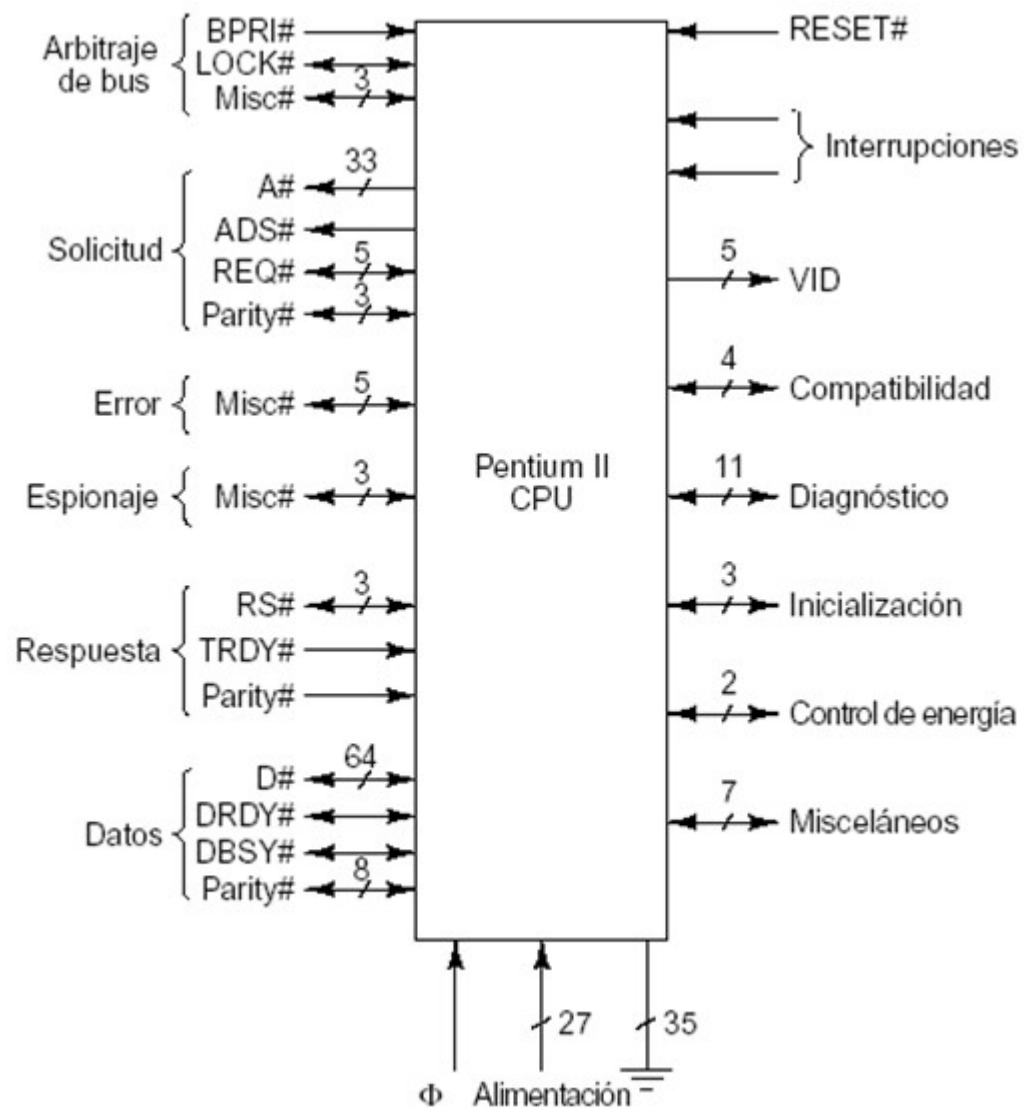 Arbitraje
de bus
BPRI#
LOCK#
3
Misc#
Solicitud
33
A#
ADS#
5
REQ#
3
Parity#
Error
5
Misc#
Espionaje
3
Misc#
Respuesta
3
RS#
TRDY#
Parity#
Datos
64
D#
DRDY#
DBSY#
8
Parity#
Pentium II
CPU
RESET#
Interrupciones
5
VID
4
Compatibilidad
11
Diagnóstico
3
Inicialización
2
Control de energía
7
Misceláneos
27
35
Φ Alimentación